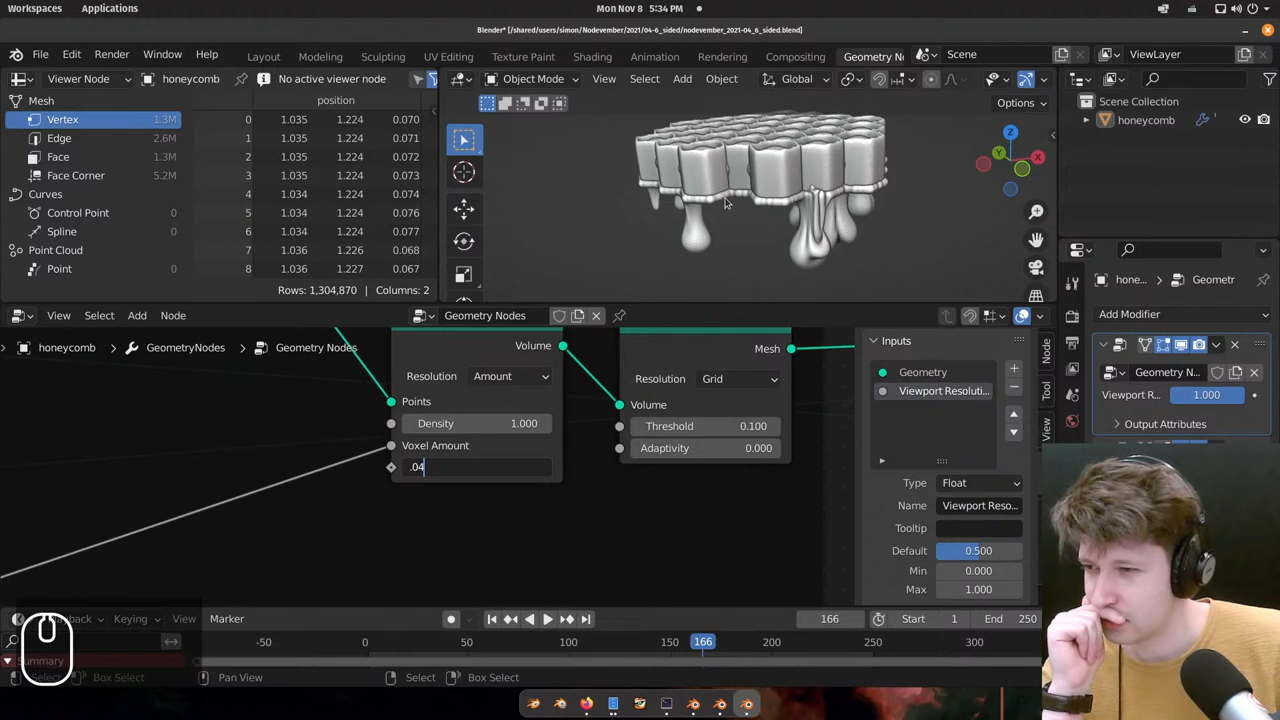 Workspaces Applications Mon Nov 8 5:34 PM
Blender* [/shared/users/simon/Nodevember/2021/04-6_sided/nodevember_2021-04_6_sided.blend]
File Edit Render Window Help Layout Modeling Sculpting UV Editing Texture Paint Shading Animation Rendering Compositing Geometry Nod Scene ViewLayer
Viewer Node honeycomb No active viewer node Object Mode View Select Add Object Global
Mesh position Options Scene Collection
Vertex 1.3M 0 1.035 1.224 0.070 honeycomb
Edge 2.6M 1 1.035 1.224 0.071
Face 1.3M 2 1.035 1.224 0.072
Face Corner 5.2M 3 1.035 1.224 0.073
Curves 4 1.035 1.224 0.074
Control Point 0 5 1.034 1.224 0.076
Spline 0 6 1.034 1.224 0.077
Point Cloud 7 1.036 1.226 0.068
Point 0 8 1.036 1.227 0.067
Rows: 1,304,870 | Columns: 2
Z Y X
hone... Geometr
Add Modifier
View Select Add Node Geometry Nodes
honeycomb GeometryNodes Geometry Nodes
Volume
Resolution Amount
Points
Density 1.000
Voxel Amount
.04
Mesh
Resolution Grid
Volume
Threshold 0.100
Adaptivity 0.000
Inputs
Geometry
Viewport Resoluti...
Type Float
Name Viewport Reso...
Tooltip
Default 0.500
Min 0.000
Max 1.000
Node
Tool
View
Geometry N...
Viewport R... 1.000
Output Attributes
Playback Keying View Marker 166 Start 1 End 250
-50 0 50 100 150 166 200 250 300
Summary
Select Box Select Pan View Select Box Select